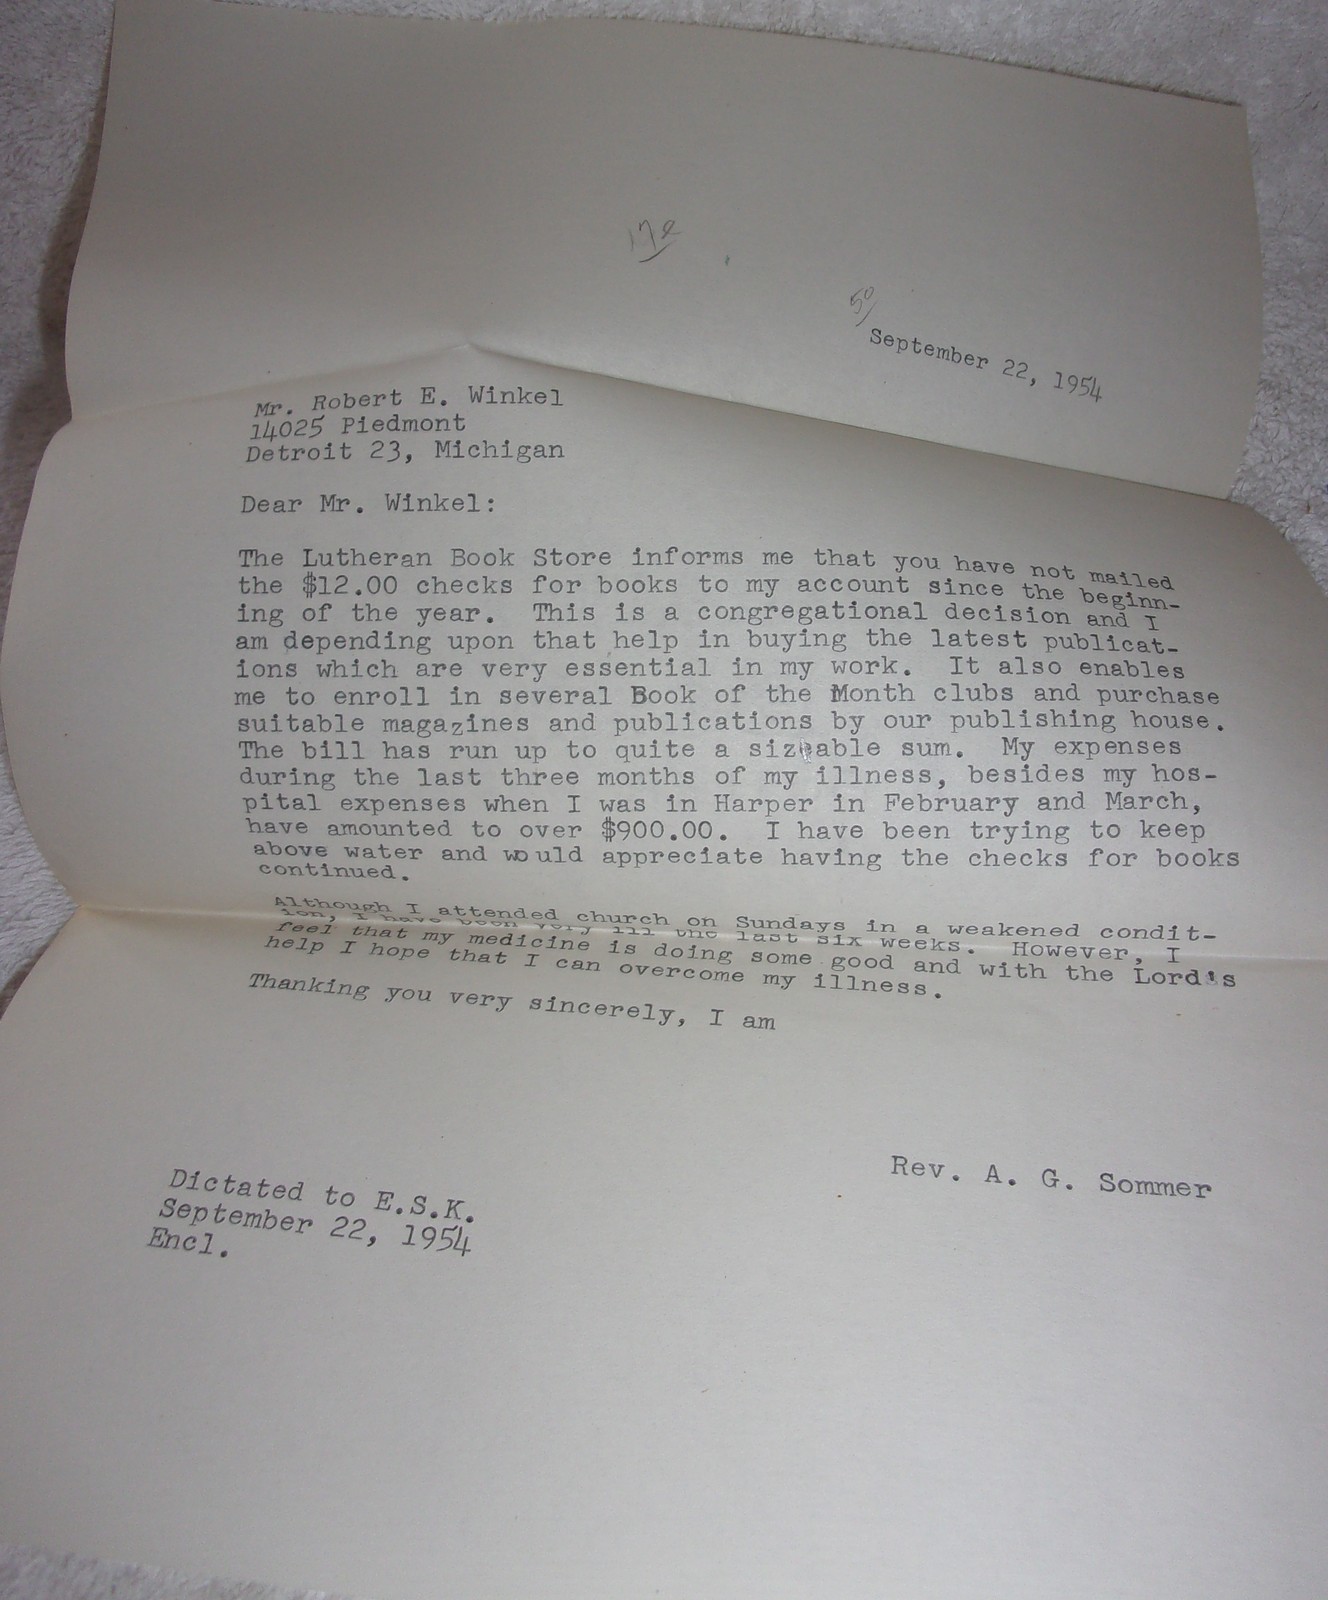 September 22, 1954
Mr. Robert E. Winkel
14025 Piedmont
Detroit 23, Michigan
Dear Mr. Winkel:
The Lutheran Book Store informs me that you have not mailed
the $12.00 checks for books to my account since the beginn-
ing of the year. This is a congregational decision and I
am depending upon that help in buying the latest publicat-
ions which are very essential in my work. It also enables
me to enroll in several Book of the Month clubs and purchase
suitable magazines and publications by our publishing house.
The bill has run up to quite a sizeable sum. My expenses
during the last three months of my illness, besides my hos-
pital expenses when I was in Harper in February and March,
have amounted to over $900.00. I have been trying to keep
above water and would appreciate having the checks for books
continued.
Although I attended church on Sundays in a weakened condit-
ion, I have been very ill the last six weeks. However, I
feel that my medicine is doing some good and with the Lord's
help I hope that I can overcome my illness.
Thanking you very sincerely, I am
Rev. A. G. Sommer
Dictated to E.S.K.
September 22, 1954
Encl.